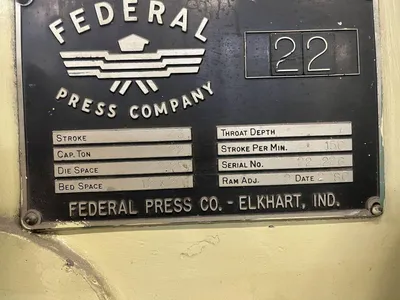 FEDERAL
PRESS COMPANY
22
STROKE
CAP. TON
DIE SPACE
BED SPACE
THROAT DEPTH
STROKE PER MIN.
SERIAL NO.
RAM ADJ. DATE
FEDERAL PRESS CO. - ELKHART, IND.